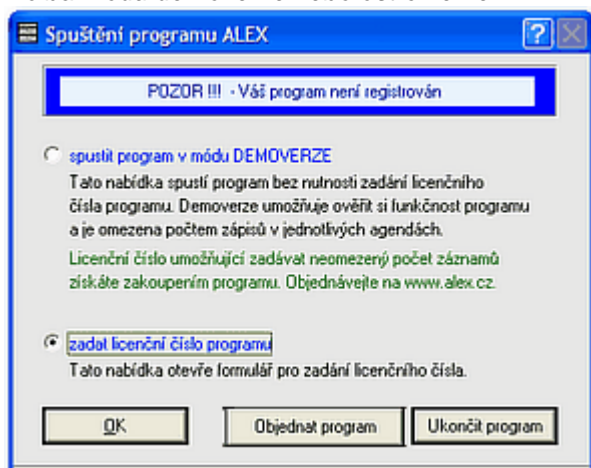 Spuštění programu ALEX
POZOR !!! - Váš program není registrován
spustit program v módu DEMOVERZE
Tato nabídka spustí program bez nutnosti zadání licenčního
čísla programu. Demoverze umožňuje ověřit si funkčnost programu
a je omezena počtem zápisů v jednotlivých agendách.
Licenční číslo umožňující zadávat neomezený počet záznamů
získáte zakoupením programu. Objednávejte na www.alex.cz.
zadat licenční číslo programu
Tato nabídka otevře formulář pro zadání licenčního čísla.
OK Objednat program Ukončit program